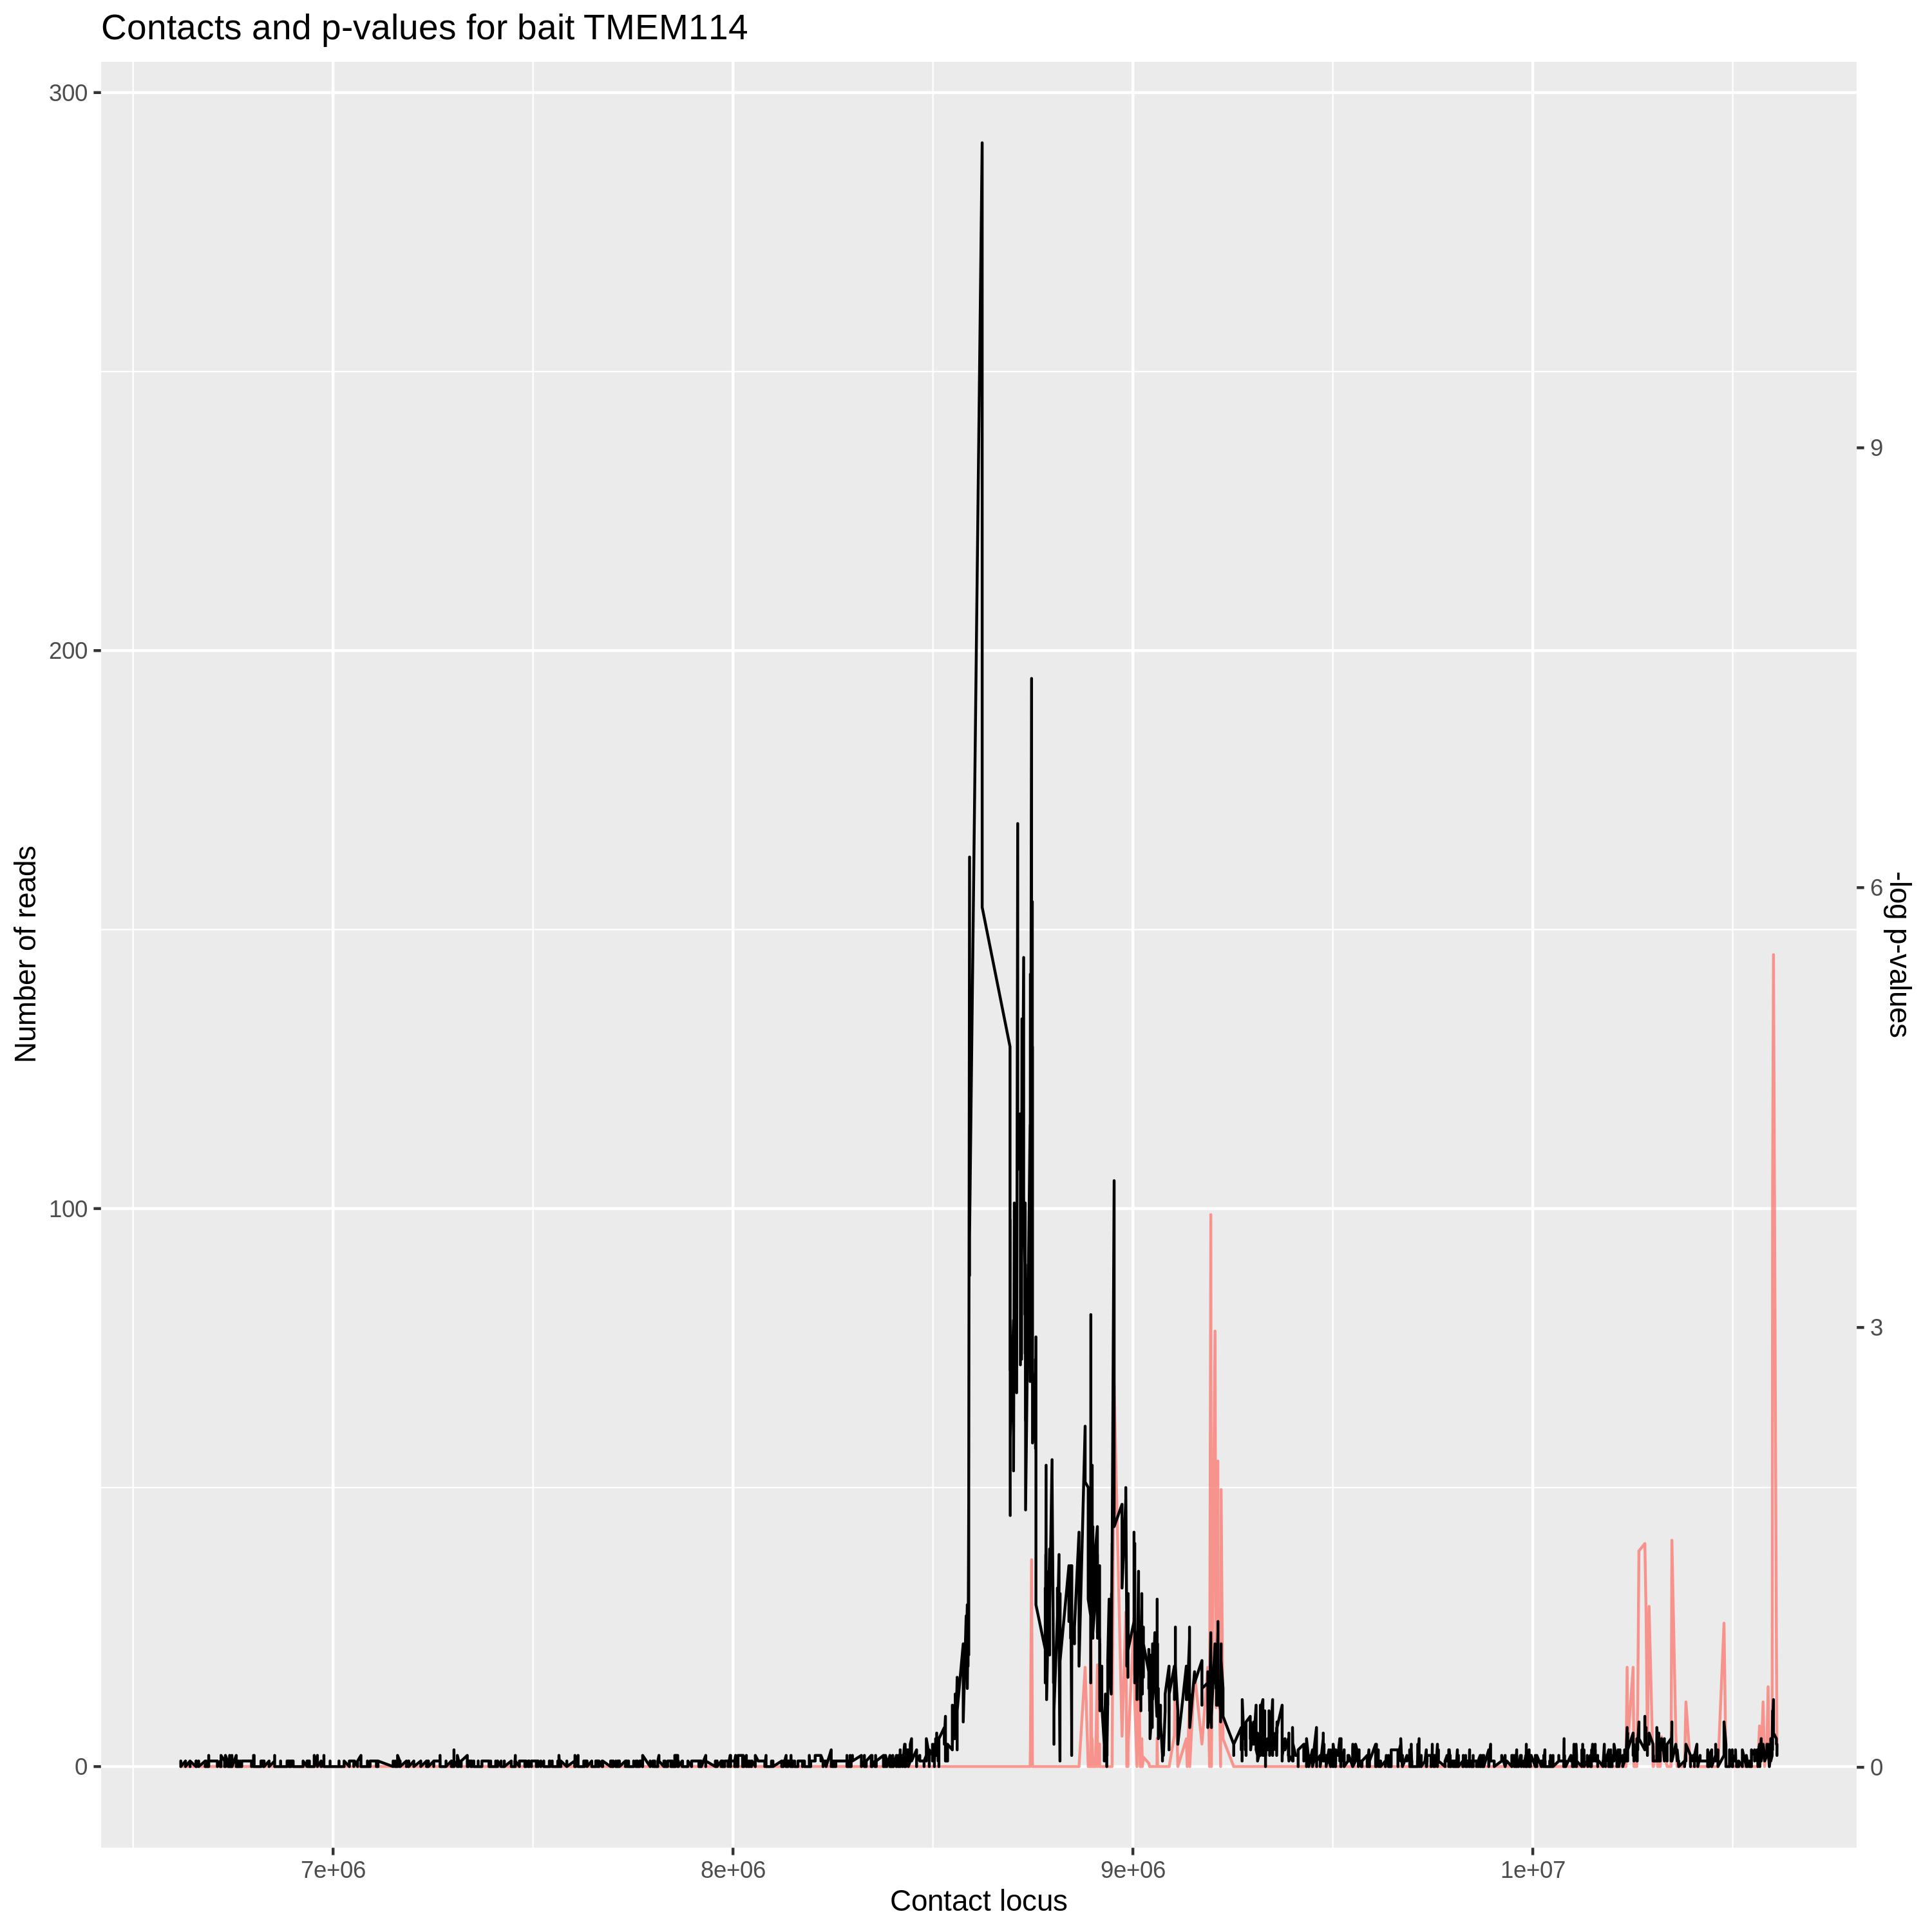 Contacts and p-values for bait TMEM114
300
200
100
0
9
6
3
0
Number of reads
-log p-values
7e+06
8e+06
9e+06
1e+07
Contact locus